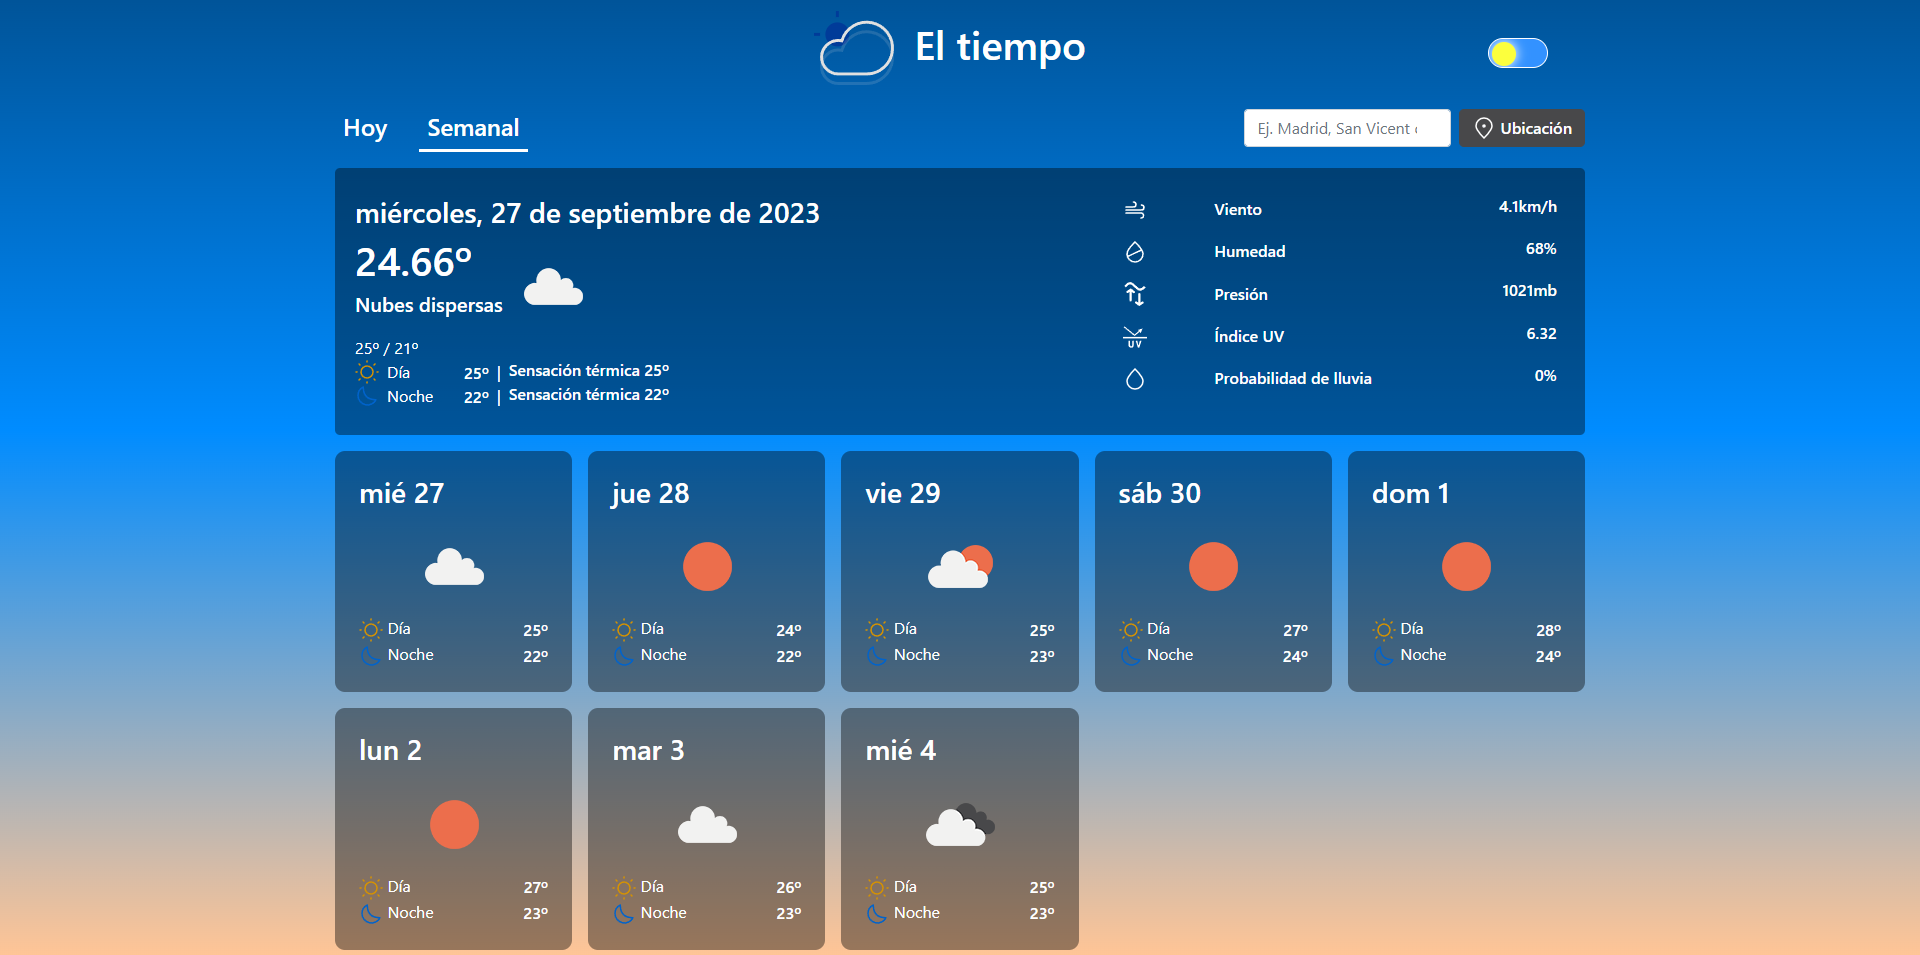 El tiempo
Hoy
Semanal
Ej. Madrid, San Vicent
Ubicación
miércoles, 27 de septiembre de 2023
24.66º
Nubes dispersas
25º / 21º
Día 25º | Sensación térmica 25º
Noche 22º | Sensación térmica 22º
Viento 4.1km/h
Humedad 68%
Presión 1021mb
UV
Índice UV 6.32
Probabilidad de lluvia 0%
mié 27
Día 25º
Noche 22º
jue 28
Día 24º
Noche 22º
vie 29
Día 25º
Noche 23º
sáb 30
Día 27º
Noche 24º
dom 1
Día 28º
Noche 24º
lun 2
Día 27º
Noche 23º
mar 3
Día 26º
Noche 23º
mié 4
Día 25º
Noche 23º